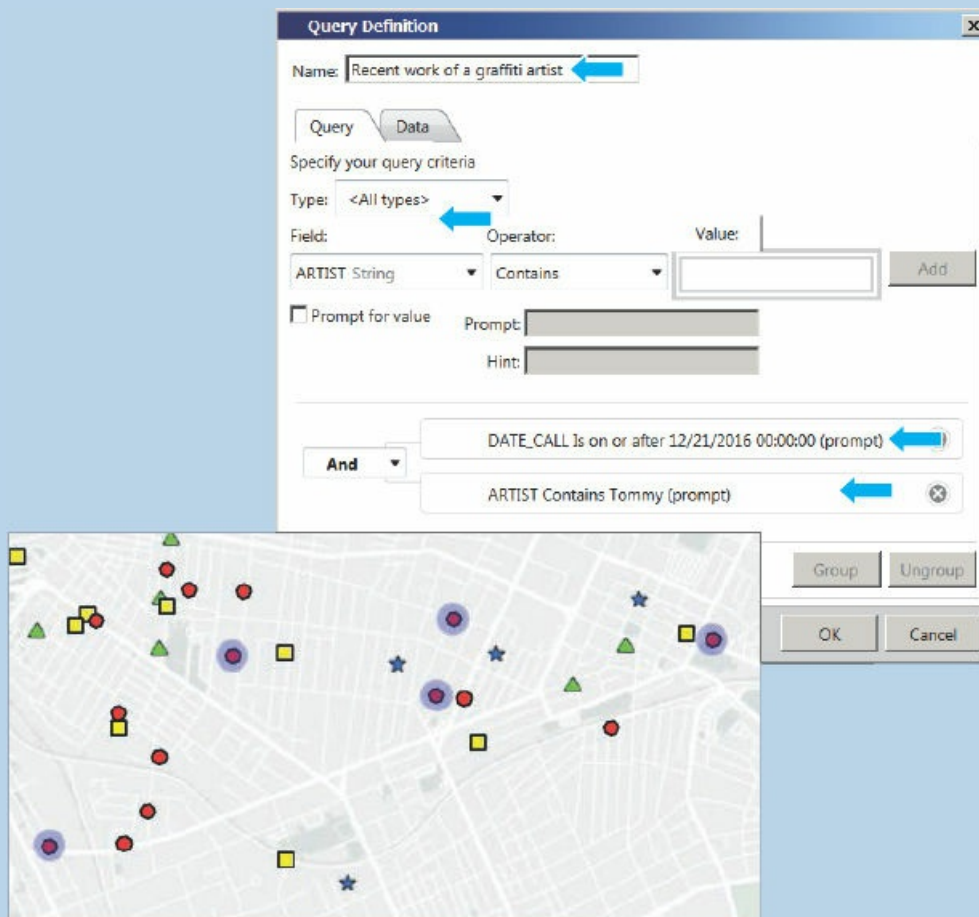 Query Definition
Name: Recent work of a graffiti artist
Query Data
Specify your query criteria
Type: <All types>
Field: Operator: Value:
ARTIST String Contains Add
Prompt for value Prompt:
Hint:
DATE_CALL Is on or after 12/21/2016 00:00:00 (prompt)
And
ARTIST Contains Tommy (prompt)
Group Ungroup
OK Cancel